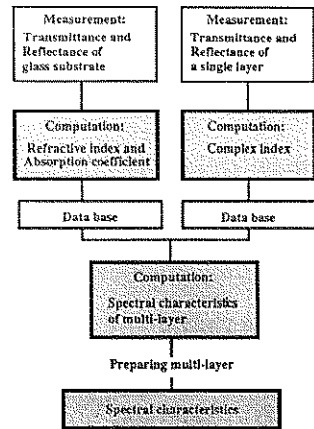 Measurement:
Transmittance and
Reflectance of
glass substrate
Measurement:
Transmittance and
Reflectance of
a single layer
Computation:
Refractive index and
Absorption coefficient
Computation:
Complex index
Data base
Data base
Computation:
Spectral characteristics
of multi-layer
Preparing multi-layer
Spectral characteristics